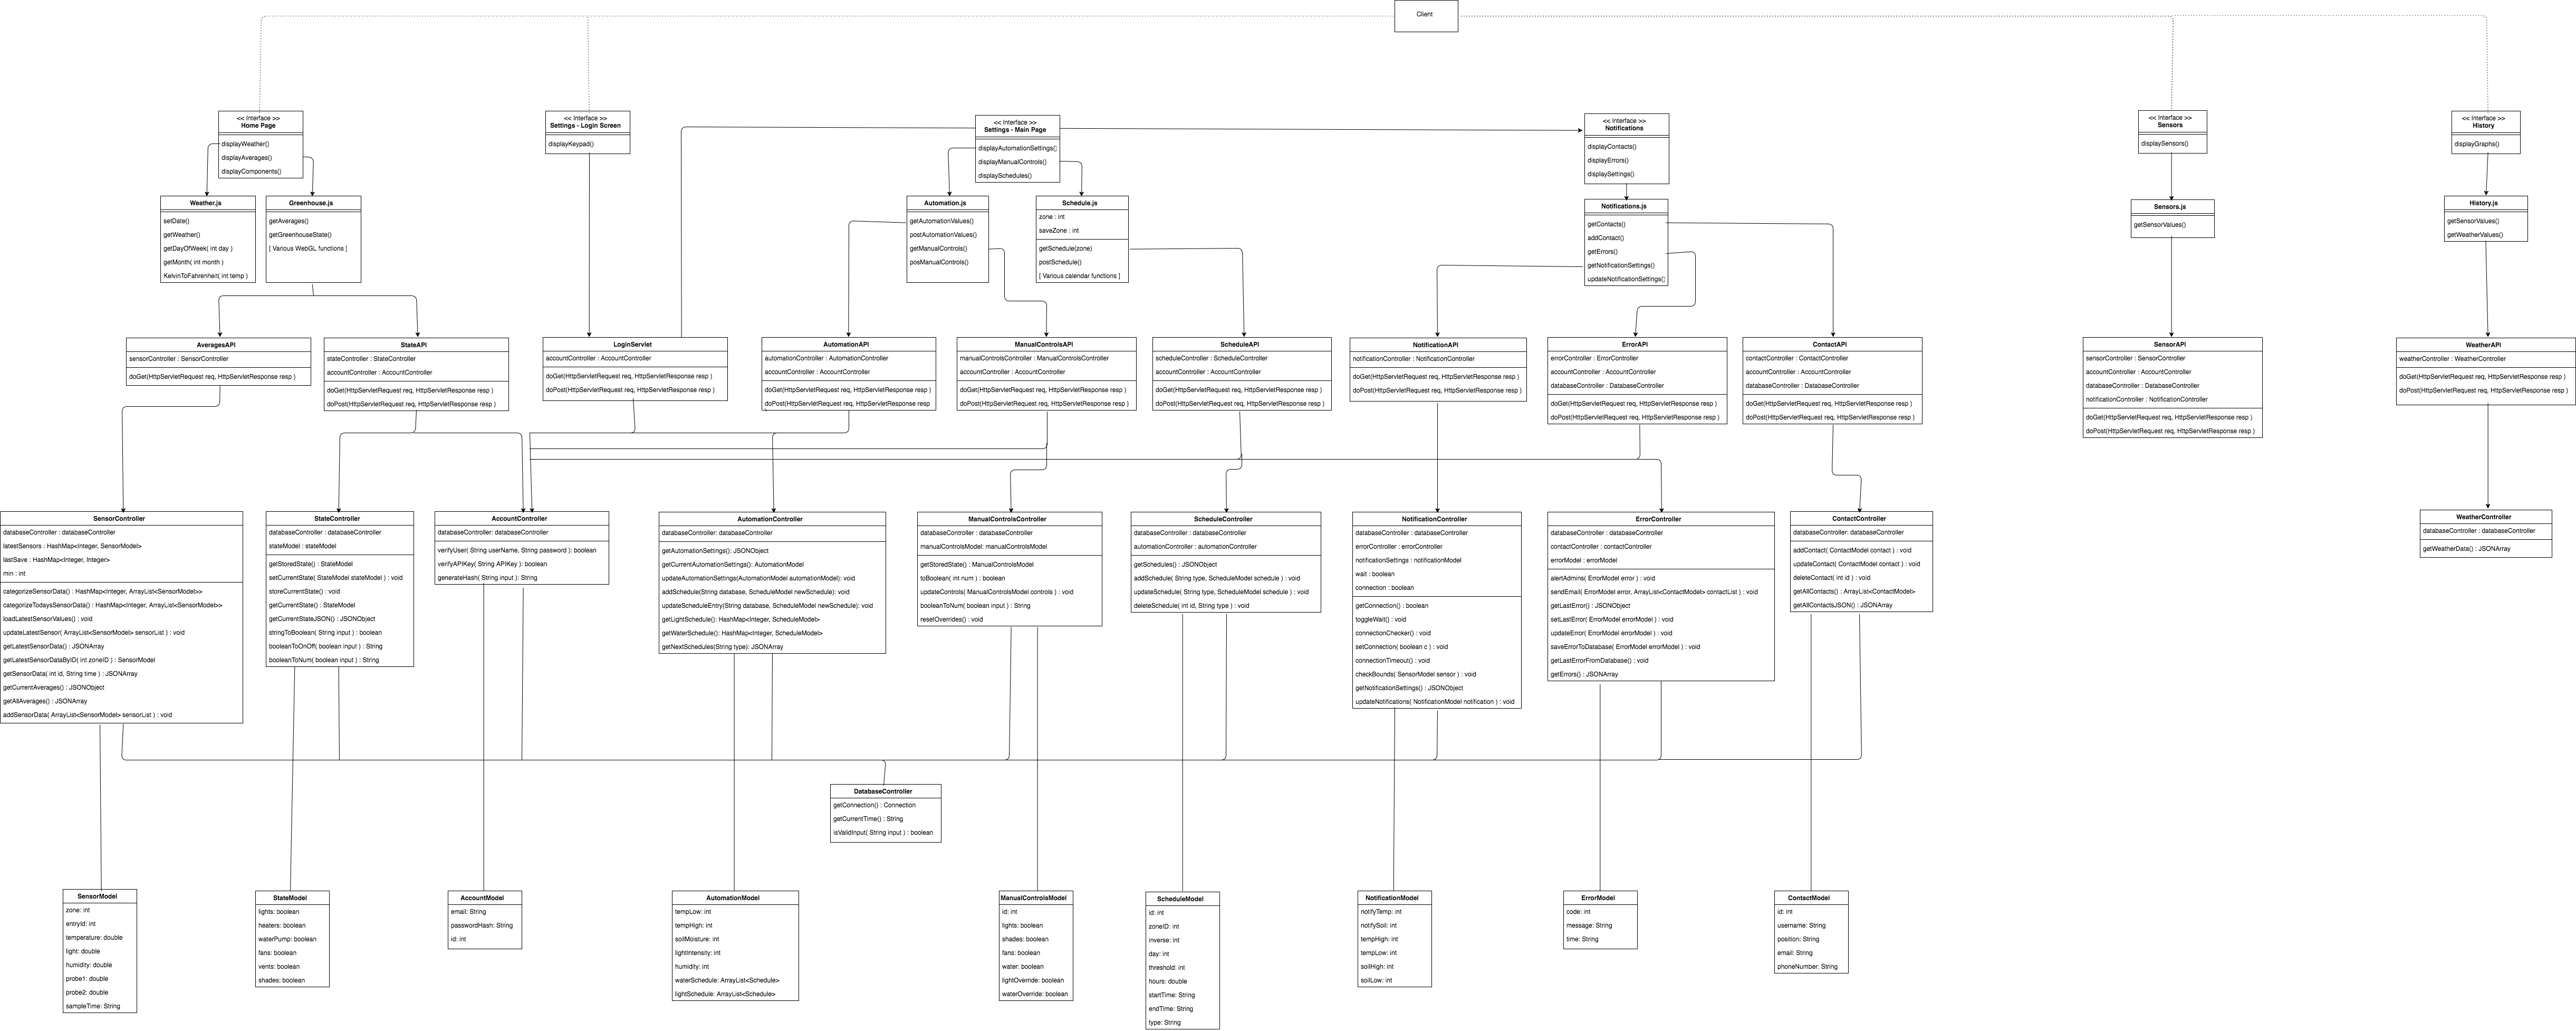 Client
<< Interface >>
Home Page
displayWeather()
displayAverages()
displayComponents()
<< Interface >>
Settings - Login Screen
displayKeypad()
<< Interface >>
Settings - Main Page
displayAutomationSettings()
displayManualControls()
displaySchedules()
<< Interface >>
Notifications
displayContacts()
displayErrors()
displaySettings()
<< Interface >>
Sensors
displaySensors()
<< Interface >>
History
displayGraphs()
Weather.js
setDate()
getWeather()
getDayOfWeek( int day )
getMonth( int month )
KelvinToFahrenheit( int temp )
Greenhouse.js
getAverages()
getGreenhouseState()
[ Various WebGL functions ]
Automation.js
getAutomationValues()
postAutomationValues()
getManualControls()
posManualControls()
Schedule.js
zone : int
saveZone : int
getSchedule(zone)
postSchedule()
[ Various calendar functions ]
Notifications.js
getContacts()
addContact()
getErrors()
getNotificationSettings()
updateNotificationSettings()
Sensors.js
getSensorValues()
History.js
getSensorValues()
getWeatherValues()
AveragesAPI
sensorController : SensorController
doGet(HttpServletRequest req, HttpServletResponse resp )
StateAPI
stateController : StateController
accountController : AccountController
doGet(HttpServletRequest req, HttpServletResponse resp )
doPost(HttpServletRequest req, HttpServletResponse resp )
LoginServlet
accountController : AccountController
doGet(HttpServletRequest req, HttpServletResponse resp )
doPost(HttpServletRequest req, HttpServletResponse resp )
AutomationAPI
automationController : AutomationController
accountController : AccountController
doGet(HttpServletRequest req, HttpServletResponse resp )
doPost(HttpServletRequest req, HttpServletResponse resp
ManualControlsAPI
manualControlsController : ManualControlsController
accountController : AccountController
doGet(HttpServletRequest req, HttpServletResponse resp )
doPost(HttpServletRequest req, HttpServletResponse resp )
ScheduleAPI
scheduleController : ScheduleController
accountController : AccountController
doGet(HttpServletRequest req, HttpServletResponse resp )
doPost(HttpServletRequest req, HttpServletResponse resp )
NotificationAPI
notificationController : NotificationController
doGet(HttpServletRequest req, HttpServletResponse resp )
doPost(HttpServletRequest req, HttpServletResponse resp )
ErrorAPI
errorController : ErrorController
accountController : AccountController
databaseController : DatabaseController
doGet(HttpServletRequest req, HttpServletResponse resp )
doPost(HttpServletRequest req, HttpServletResponse resp )
ContactAPI
contactController : ContactController
accountController : AccountController
databaseController : DatabaseController
doGet(HttpServletRequest req, HttpServletResponse resp )
doPost(HttpServletRequest req, HttpServletResponse resp )
SensorAPI
sensorController : SensorController
accountController : AccountController
databaseController : DatabaseController
notificationController : NotificationController
doGet(HttpServletRequest req, HttpServletResponse resp )
doPost(HttpServletRequest req, HttpServletResponse resp )
WeatherAPI
weatherController : WeatherController
doGet(HttpServletRequest req, HttpServletResponse resp )
doPost(HttpServletRequest req, HttpServletResponse resp )
SensorController
databaseController : databaseController
latestSensors : HashMap<Integer, SensorModel>
lastSave : HashMap<Integer, Integer>
min : int
categorizeSensorData() : HashMap<Integer, ArrayList<SensorModel>>
categorizeTodaysSensorData() : HashMap<Integer, ArrayList<SensorModel>>
loadLatestSensorValues() : void
updateLatestSensor( ArrayList<SensorModel> sensorList ) : void
getLatestSensorData() : JSONArray
getLatestSensorDataByID( int zoneID ) : SensorModel
getSensorData( int id, String time ) : JSONArray
getCurrentAverages() : JSONObject
getAllAverages() : JSONArray
addSensorData( ArrayList<SensorModel> sensorList ) : void
StateController
databaseController : databaseController
stateModel : stateModel
getStoredState() : StateModel
setCurrentState( StateModel stateModel ) : void
storeCurrentState() : void
getCurrentState() : StateModel
getCurrentStateJSON() : JSONObject
stringToBoolean( String input ) : boolean
booleanToOnOff( boolean input ) : String
booleanToNum( boolean input ) : String
AccountController
databaseController: databaseController
verifyUser( String userName, String password ): boolean
verifyAPIKey( String APIKey ) : boolean
generateHash( String input ) : String
AutomationController
databaseController: databaseController
getAutomationSettings(): JSONObject
getCurrentAutomationSettings(): AutomationModel
updateAutomationSettings(AutomationModel automationModel): void
addSchedule(String database, ScheduleModel newSchedule): void
updateScheduleEntry(String database, ScheduleModel newSchedule): void
getLightSchedule(): HashMap<Integer, ScheduleModel>
getWaterSchedule(): HashMap<Integer, ScheduleModel>
getNextSchedules(String type): JSONArray
ManualControlsController
databaseController : databaseController
manualControlsModel: manualControlsModel
getStoredState() : ManualControlsModel
toBoolean( int num ) : boolean
updateControls( ManualControlsModel controls ) : void
booleanToNum( boolean input ) : String
resetOverrides() : void
ScheduleController
databaseController : databaseController
automationController : automationController
getSchedules() : JSONObject
addSchedule( String type, ScheduleModel schedule ) : void
updateSchedule( String type, ScheduleModel schedule ) : void
deleteSchedule( int id, String type ) : void
NotificationController
databaseController : databaseController
errorController : errorController
notificationSettings : notificationModel
wait : boolean
connection : boolean
getConnection() : boolean
toggleWait() : void
connectionChecker() : void
setConnection( boolean c ) : void
connectionTimeout() : void
checkBounds( SensorModel sensor ) : void
getNotificationSettings() : JSONObject
updateNotifications( NotificationModel notification ) : void
ErrorController
databaseController : databaseController
contactController : contactController
errorModel : errorModel
alertAdmins( ErrorModel error ) : void
sendEmail( ErrorModel error, ArrayList<ContactModel> contactList ) : void
getLastError() : JSONObject
setLastError( ErrorModel errorModel ) : void
updateError( ErrorModel errorModel ) : void
saveErrorToDatabase( ErrorModel errorModel ) : void
getLastErrorFromDatabase() : void
getErrors() : JSONArray
ContactController
databaseController: databaseController
addContact( ContactModel contact ) : void
updateContact( ContactModel contact ) : void
deleteContact( int id ) : void
getAllContacts() : ArrayList<ContactModel>
getAllContactsJSON() : JSONArray
WeatherController
databaseController : databaseController
getWeatherData() : JSONArray
DatabaseController
getConnection() : Connection
getCurrentTime() : String
isValidInput( String input ) : boolean
SensorModel
zone: int
entryId: int
temperature: double
light: double
humidity: double
probe1: double
probe2: double
sampleTime: String
StateModel
lights: boolean
heaters: boolean
waterPump: boolean
fans: boolean
vents: boolean
shades: boolean
AccountModel
email: String
passwordHash: String
id: int
AutomationModel
tempLow: int
tempHigh: int
soilMoisture: int
lightIntensity: int
humidity: int
waterSchedule: ArrayList<Schedule>
lightSchedule: ArrayList<Schedule>
ManualControlsModel
id: int
lights: boolean
shades: boolean
fans: boolean
water: boolean
lightOverride: boolean
waterOverride: boolean
ScheduleModel
id: int
zoneID: int
inverse: int
day: int
threshold: int
hours: double
startTime: String
endTime: String
type: String
NotificationModel
notifyTemp: int
notifySoil: int
tempHigh: int
tempLow: int
soilHigh: int
soilLow: int
ErrorModel
code: int
message: String
time: String
ContactModel
id: int
username: String
position: String
email: String
phoneNumber: String